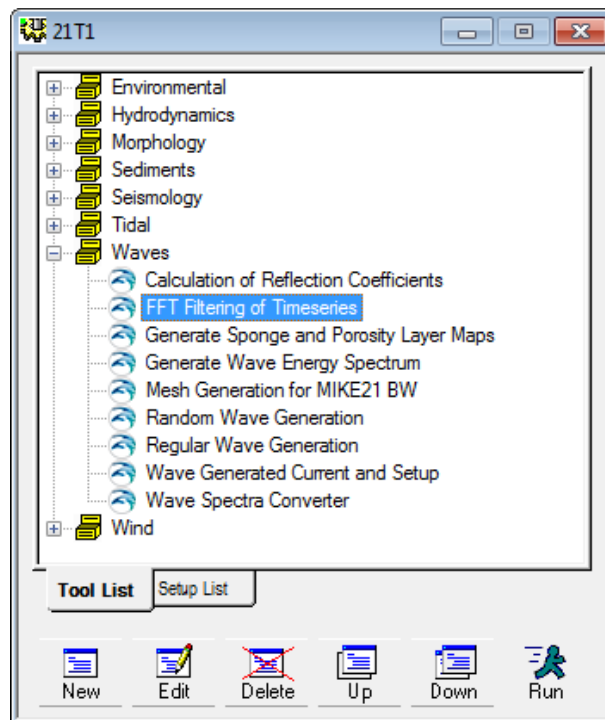 21T1
Environmental
Hydrodynamics
Morphology
Sediments
Seismology
Tidal
Waves
Calculation of Reflection Coefficients
FFT Filtering of Timeseries
Generate Sponge and Porosity Layer Maps
Generate Wave Energy Spectrum
Mesh Generation for MIKE21 BW
Random Wave Generation
Regular Wave Generation
Wave Generated Current and Setup
Wave Spectra Converter
Wind
Tool List Setup List
New Edit Delete Up Down Run